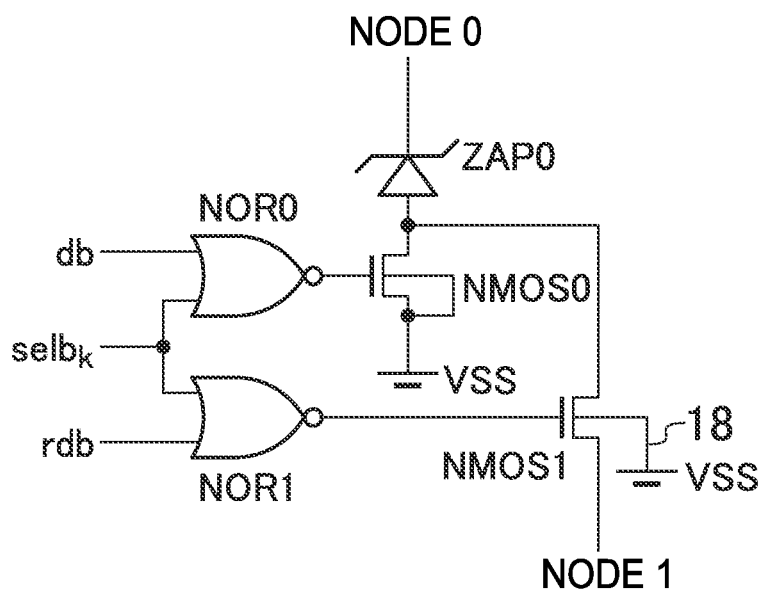 NODE 0
ZAP0
NOR0
db
NMOS0
selbk
VSS
18
rdb
NMOS1
VSS
NOR1
NODE 1